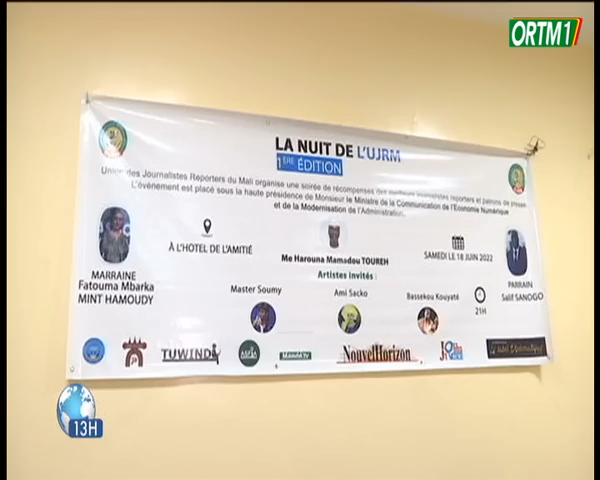 ORTM1
LA NUIT DE L'UJRM
1ERE ÉDITION
Union des Journalistes Reporters du Mali organise une soirée de récompenses des meilleurs journalistes reporters et patrons de presse
L'événement est placé sous la haute présidence de Monsieur le Ministre de la Communication de l'Economie Numérique
et de la Modernisation de l'Administration.
À L'HOTEL DE L'AMITIÉ
Me Harouna Mamadou TOUREH
SAMEDI LE 18 JUIN 2022
MARRAINE
Fatouma Mbarka
MINT HAMOUDY
PARRAIN
Salif SANOGO
Artistes invités
Master Soumy
Ami Sacko
Bassekou Kouyaté
21H
TUWINDI
NouvelHorizon
13H